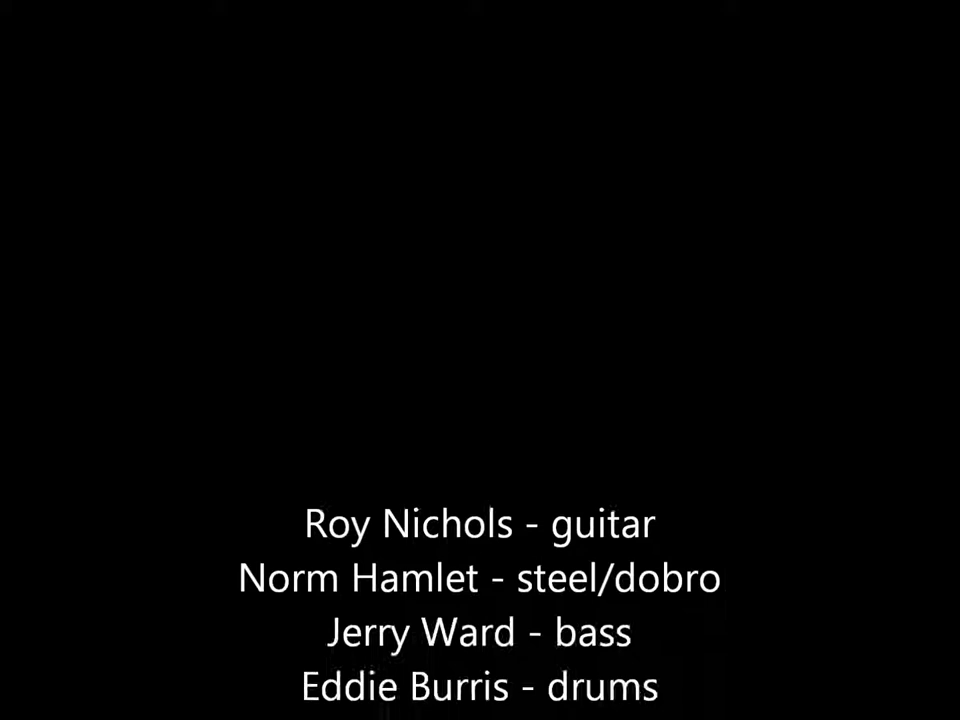 Roy Nichols - guitar
Norm Hamlet - steel/dobro
Jerry Ward - bass
Eddie Burris - drums